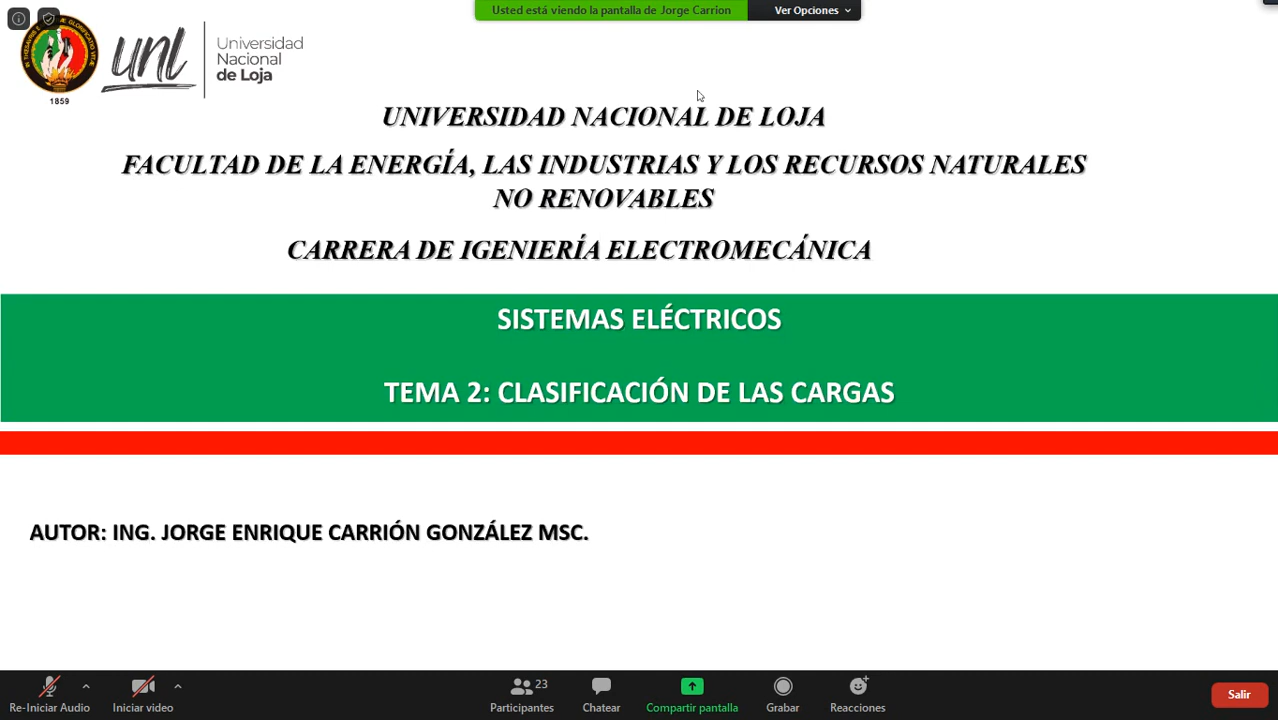 Usted está viendo la pantalla de Jorge Carrion
Ver Opciones
1859
unl
Universidad
Nacional
de Loja
UNIVERSIDAD NACIONAL DE LOJA
FACULTAD DE LA ENERGÍA, LAS INDUSTRIAS Y LOS RECURSOS NATURALES
NO RENOVABLES
CARRERA DE IGENIERÍA ELECTROMECÁNICA
SISTEMAS ELÉCTRICOS
TEMA 2: CLASIFICACIÓN DE LAS CARGAS
AUTOR: ING. JORGE ENRIQUE CARRIÓN GONZÁLEZ MSC.
Re-Iniciar Audio
Iniciar video
23
Participantes
Chatear
Compartir pantalla
Grabar
Reacciones
Salir